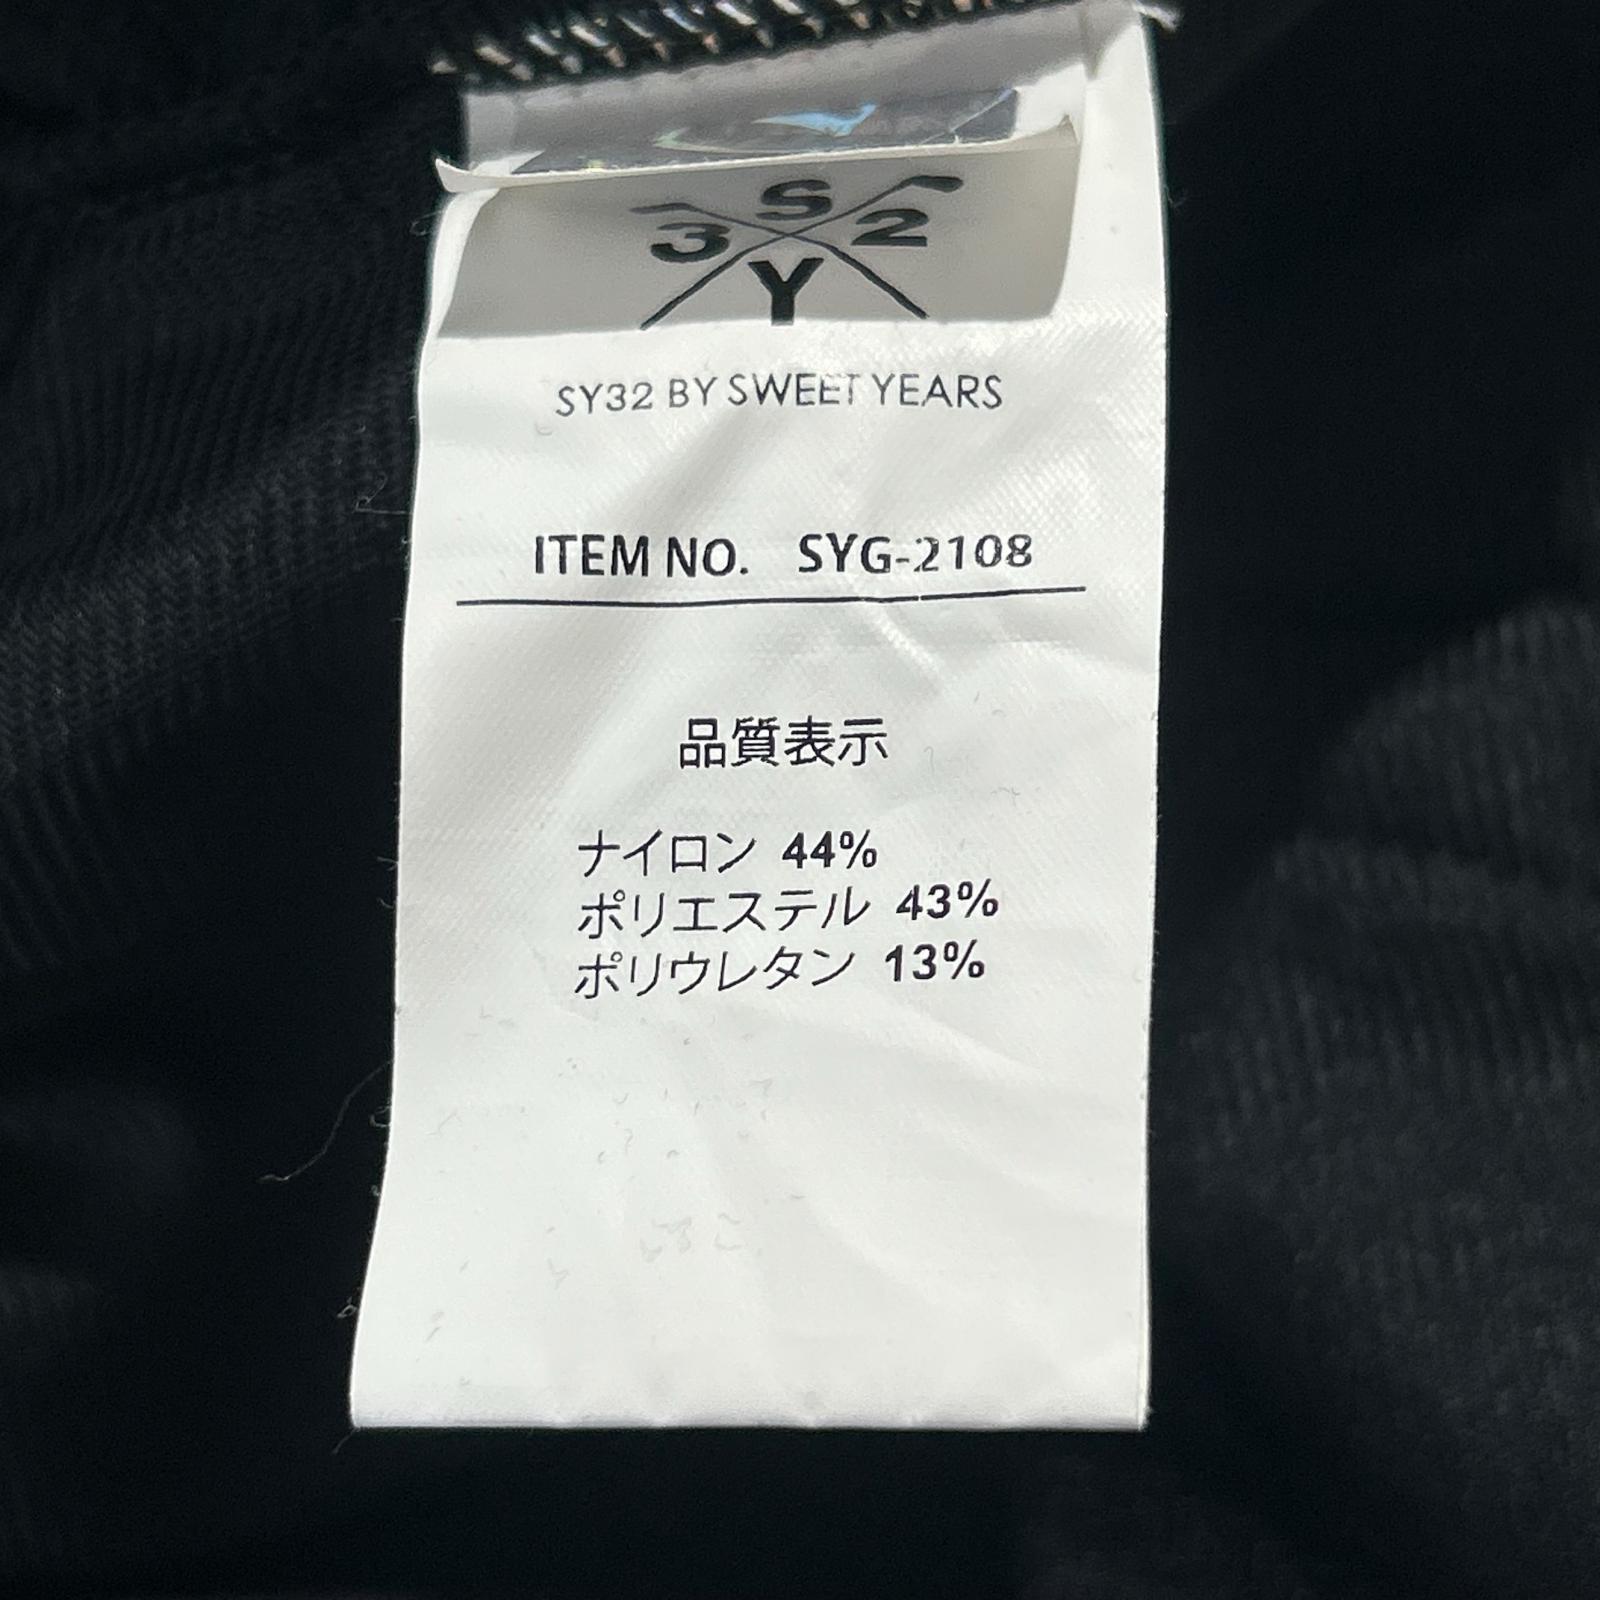 S
3 2
Y
SY32 BY SWEET YEARS
ITEM NO. SYG-2108
品質表示
ナイロン 44%
ポリエステル 43%
ポリウレタン 13%